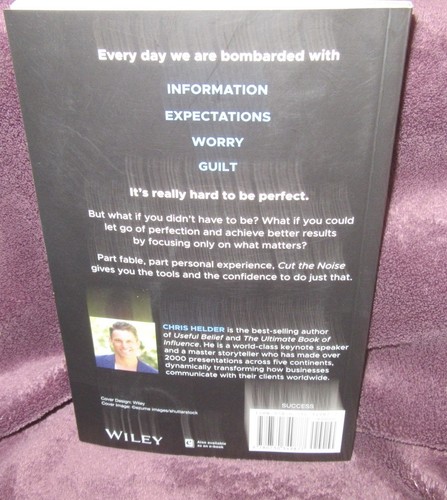 Every day we are bombarded with
INFORMATION
EXPECTATIONS
WORRY
GUILT
It's really hard to be perfect.
But what if you didn't have to be? What if you could
let go of perfection and achieve better results
by focusing only on what matters?
Part fable, part personal experience, Cut the Noise
gives you the tools and the confidence to do just that.
CHRIS HELDER is the best-selling author
of Useful Belief and The Ultimate Book of
Influence. He is a world-class keynote speaker
and a master storyteller who has made over
2000 presentations across five continents,
dynamically transforming how businesses
communicate with their clients worldwide.
Cover Design: Wiley
Cover Image: ©ezume images/shutterstock
SUCCESS
WILEY
Also available
as an e-book